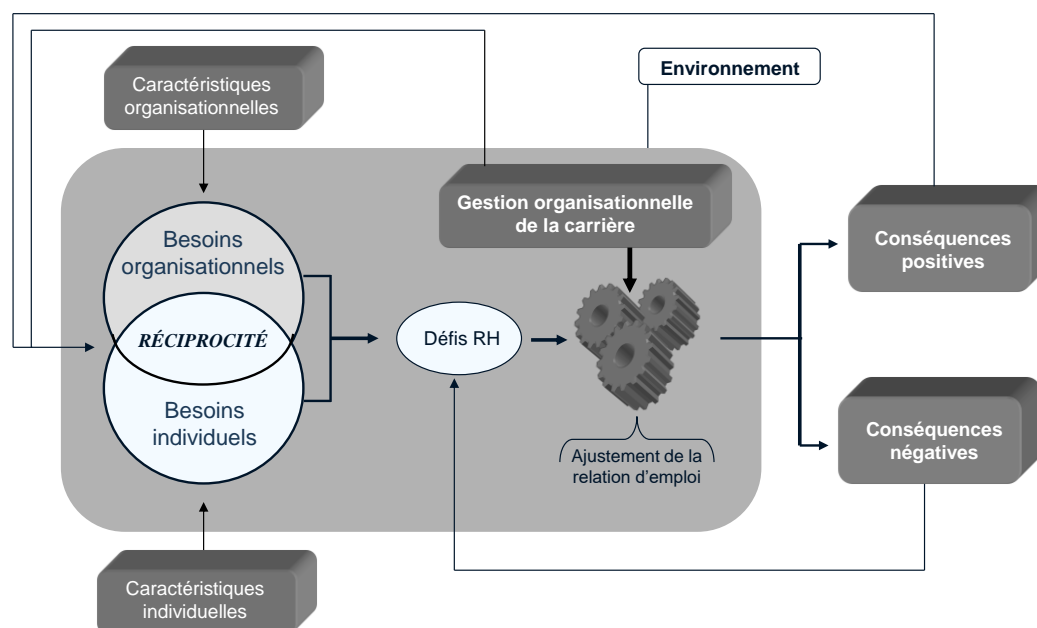 Caractéristiques
organisationnelles
Environnement
Gestion organisationnelle
de la carrière
Conséquences
positives
Besoins
organisationnels
RÉCIPROCITÉ
Défis RH
Besoins
individuels
Conséquences
négatives
Ajustement de la
relation d’emploi
Caractéristiques
individuelles